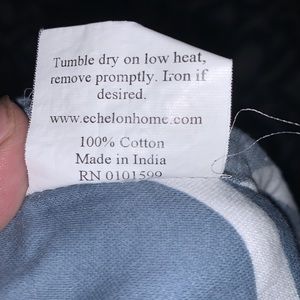 Tumble dry on low heat,
remove promptly. Iron if
desired.
www.echelonhome.com
100% Cotton
Made in India
RN 0101599